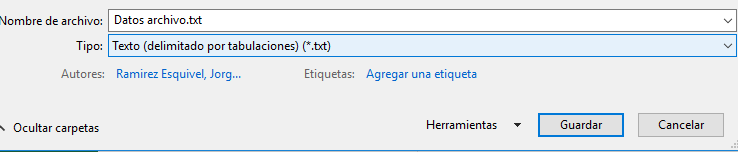 Nombre de archivo: Datos archivo.txt
Tipo: Texto (delimitado por tabulaciones) (*.txt)
Autores: Ramirez Esquivel, Jorg... Etiquetas: Agregar una etiqueta
Ocultar carpetas Herramientas Guardar Cancelar